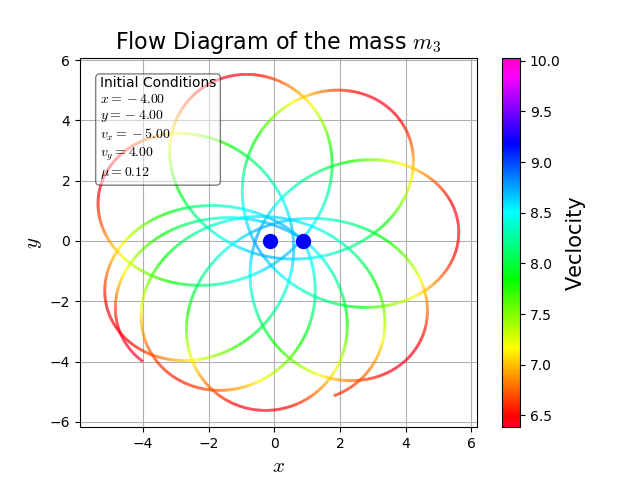 Flow Diagram of the mass m₃
Initial Conditions
x = −4.00
y = −4.00
vₓ = −5.00
v_y = 4.00
μ = 0.12
6
4
2
0
−2
−4
−6
y
−4
−2
0
2
4
6
x
10.0
9.5
9.0
8.5
8.0
7.5
7.0
6.5
Veclocity